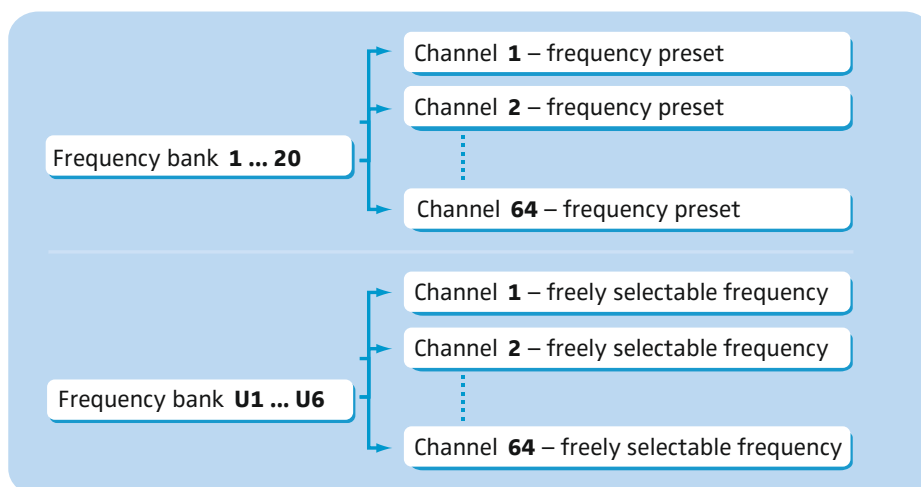 Channel 1 – frequency preset
Channel 2 – frequency preset
Frequency bank 1 ... 20
Channel 64 – frequency preset
Channel 1 – freely selectable frequency
Channel 2 – freely selectable frequency
Frequency bank U1 ... U6
Channel 64 – freely selectable frequency